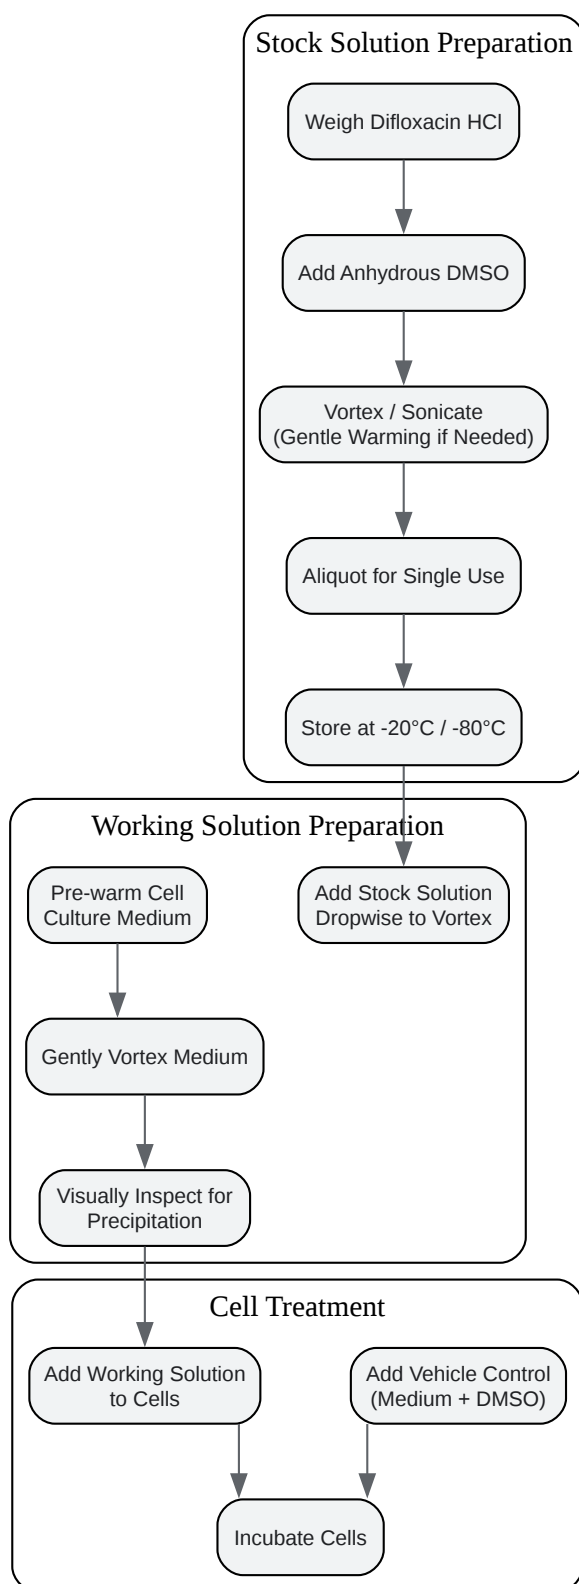 Stock Solution Preparation
Weigh Difloxacin HCl
Add Anhydrous DMSO
Vortex / Sonicate
(Gentle Warming if Needed)
Aliquot for Single Use
Store at -20°C / -80°C
Working Solution Preparation
Pre-warm Cell
Culture Medium
Add Stock Solution
Dropwise to Vortex
Gently Vortex Medium
Visually Inspect for
Precipitation
Cell Treatment
Add Working Solution
to Cells
Add Vehicle Control
(Medium + DMSO)
Incubate Cells